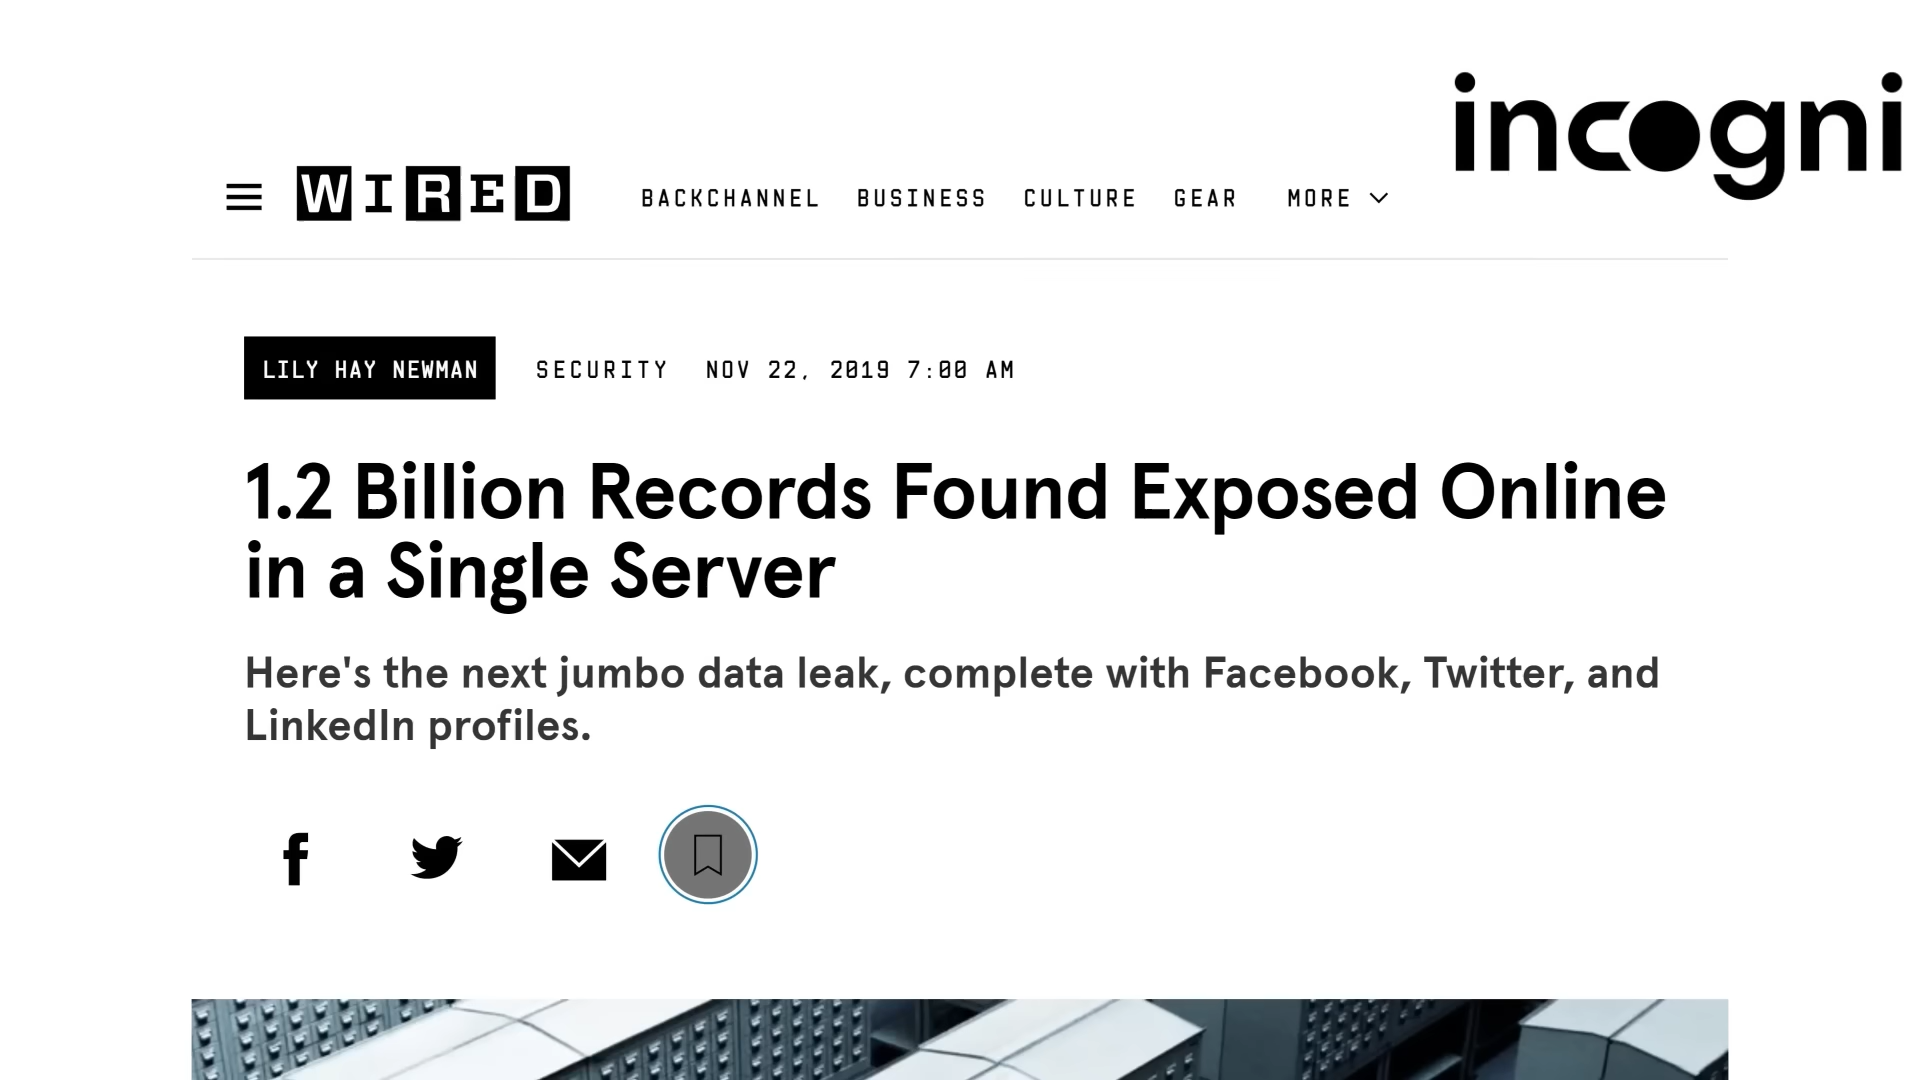 incogni
WIRED
BACKCHANNEL BUSINESS CULTURE GEAR MORE
LILY HAY NEWMAN SECURITY NOV 22, 2019 7:00 AM
1.2 Billion Records Found Exposed Online
in a Single Server
Here's the next jumbo data leak, complete with Facebook, Twitter, and
LinkedIn profiles.